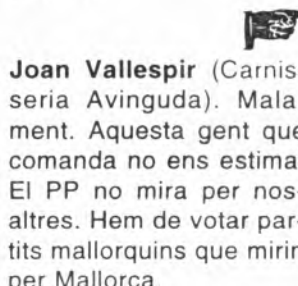 Joan Vallespir (Carnis-
seria Avinguda). Mala-
ment. Aquesta gent que
comanda no ens estima.
El PP no mira per nos-
altres. Hem de votar par-
tits mallorquins que mirin
per Mallorca.